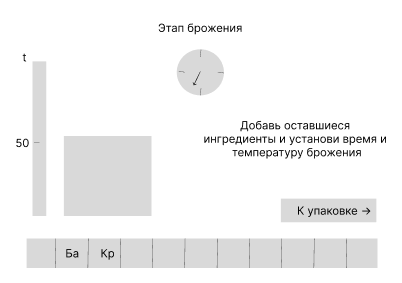 Этап брожения
t
50
Добавь оставшиеся
ингредиенты и установи время и
температуру брожения
К упаковке →
Ба Кр